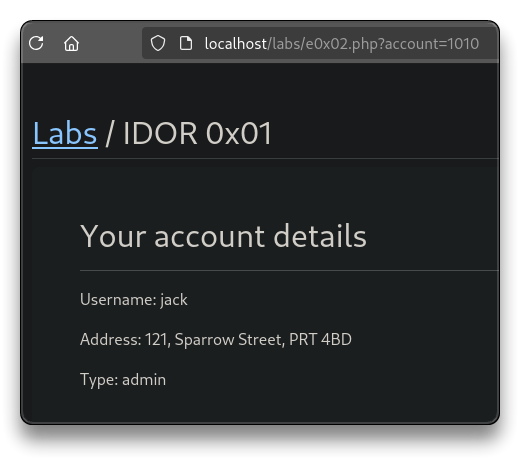 localhost/labs/e0x02.php?account=1010
Labs / IDOR 0x01
Your account details
Username: jack
Address: 121, Sparrow Street, PRT 4BD
Type: admin